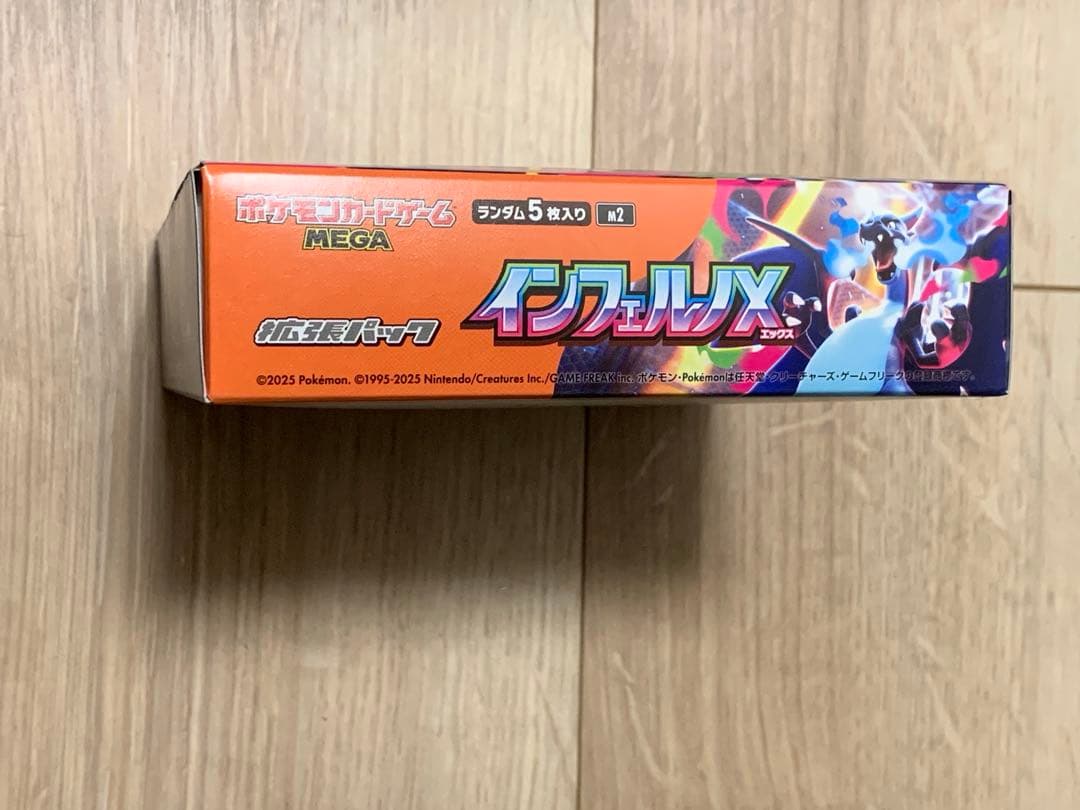 ポケモンカードゲーム
MEGA
ランダム5枚入り M2
インフェルノX
エックス
拡張パック
©2025 Pokémon. ©1995-2025 Nintendo/Creatures Inc./GAME FREAK inc. ポケモン・Pokémonは任天堂・クリーチャーズ・ゲームフリークの登録商標です。